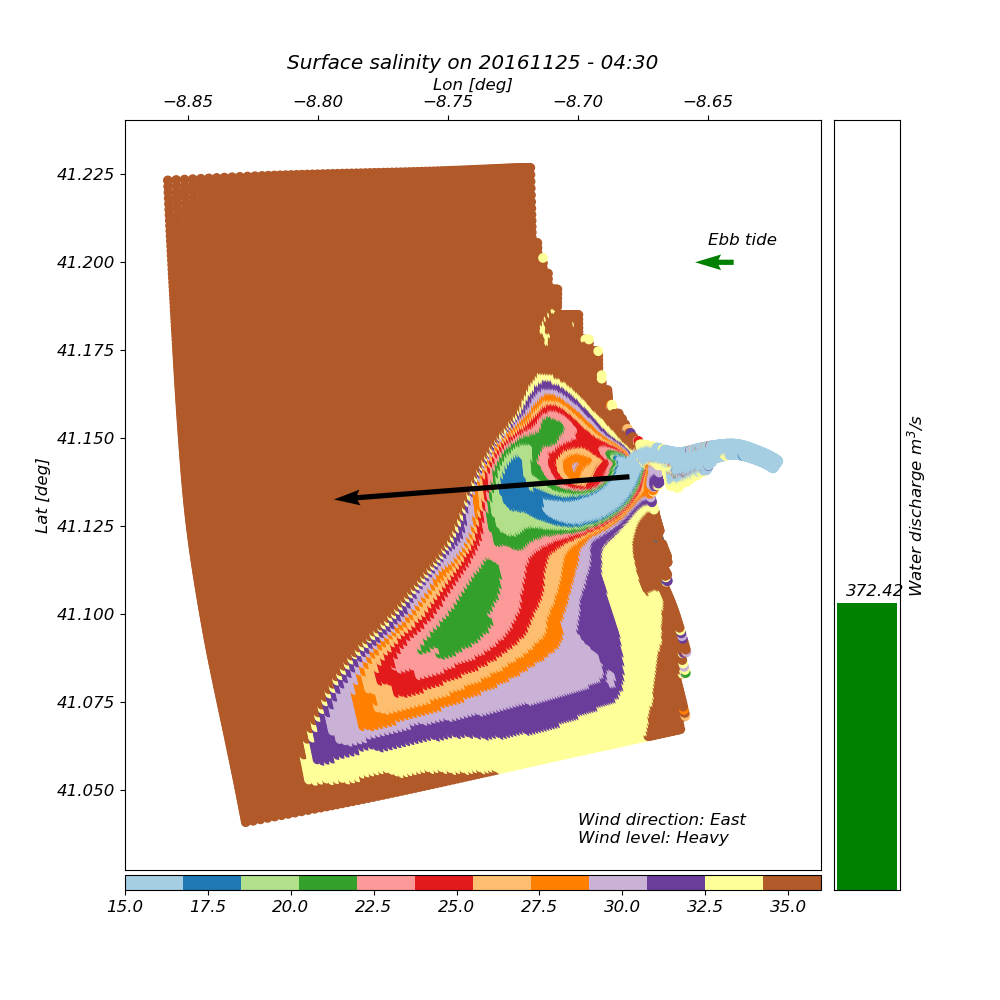 Surface salinity on 20161125 - 04:30
Lon [deg]
−8.85 −8.80 −8.75 −8.70 −8.65
41.225
41.200
41.175
41.150
41.125
41.100
41.075
41.050
Lat [deg]
Ebb tide
Wind direction: East
Wind level: Heavy
372.42
Water discharge m³/s
15.0 17.5 20.0 22.5 25.0 27.5 30.0 32.5 35.0